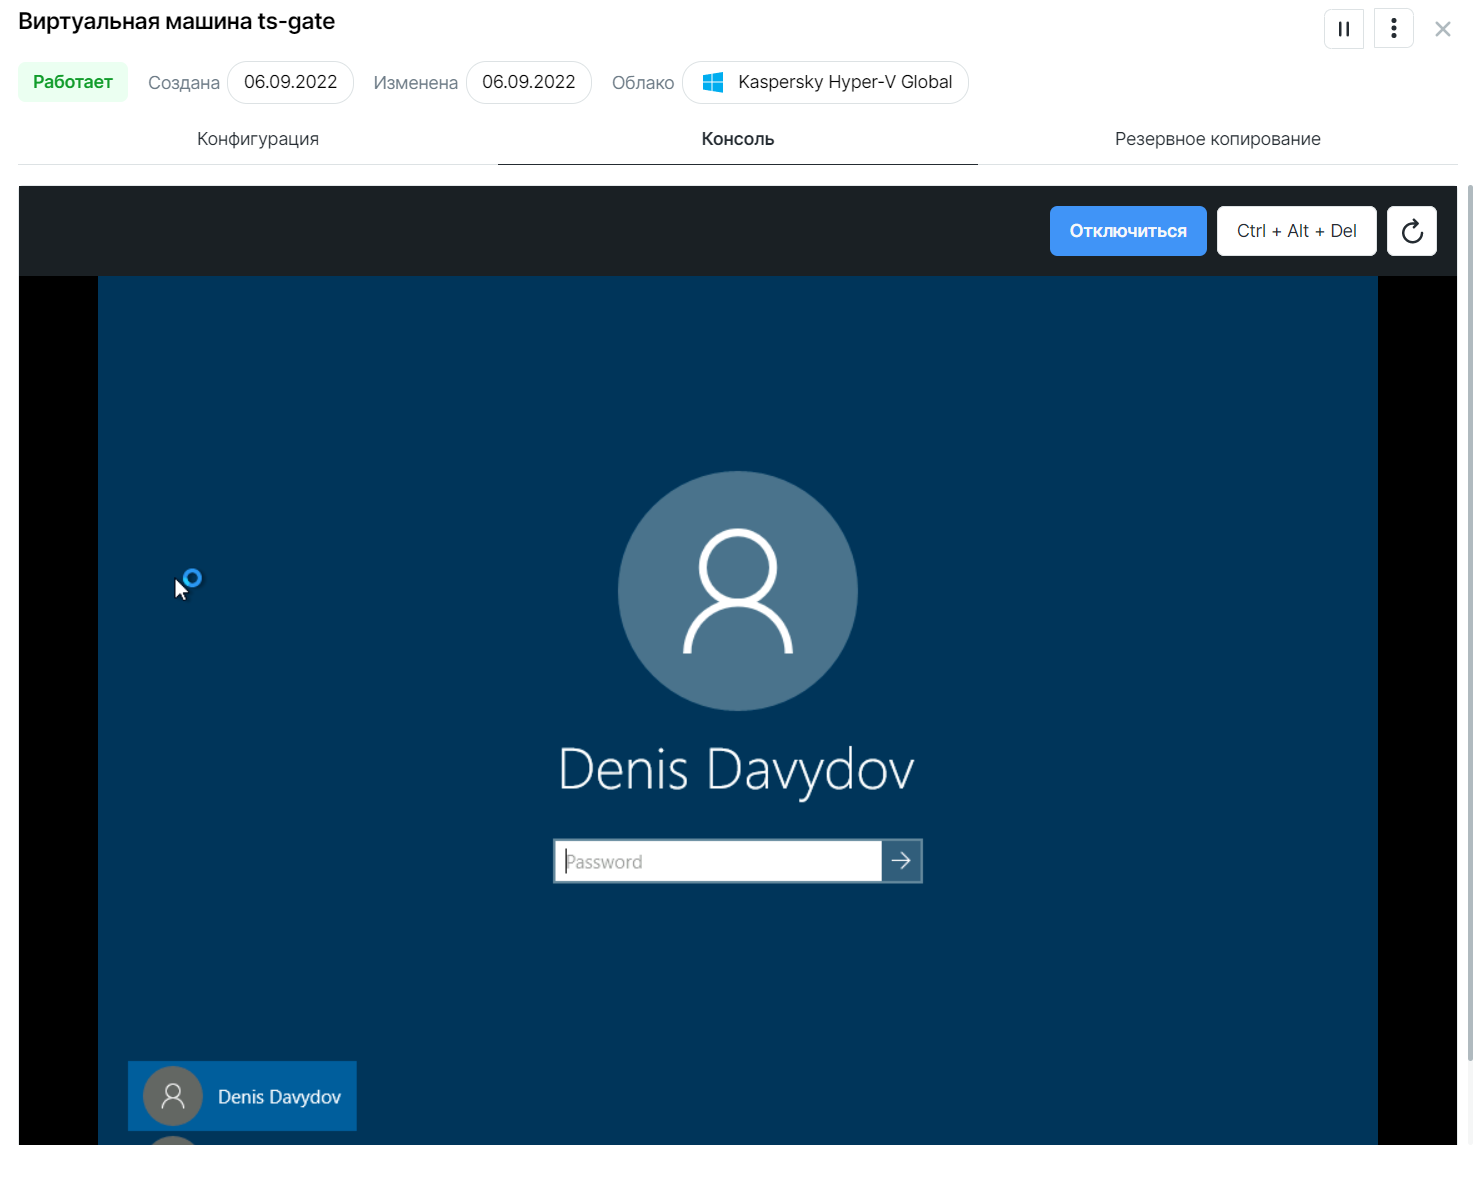 Виртуальная машина ts-gate
Работает Создана 06.09.2022 Изменена 06.09.2022 Облако Kaspersky Hyper-V Global
Конфигурация Консоль Резервное копирование
Отключиться Ctrl + Alt + Del
Denis Davydov
Password
Denis Davydov